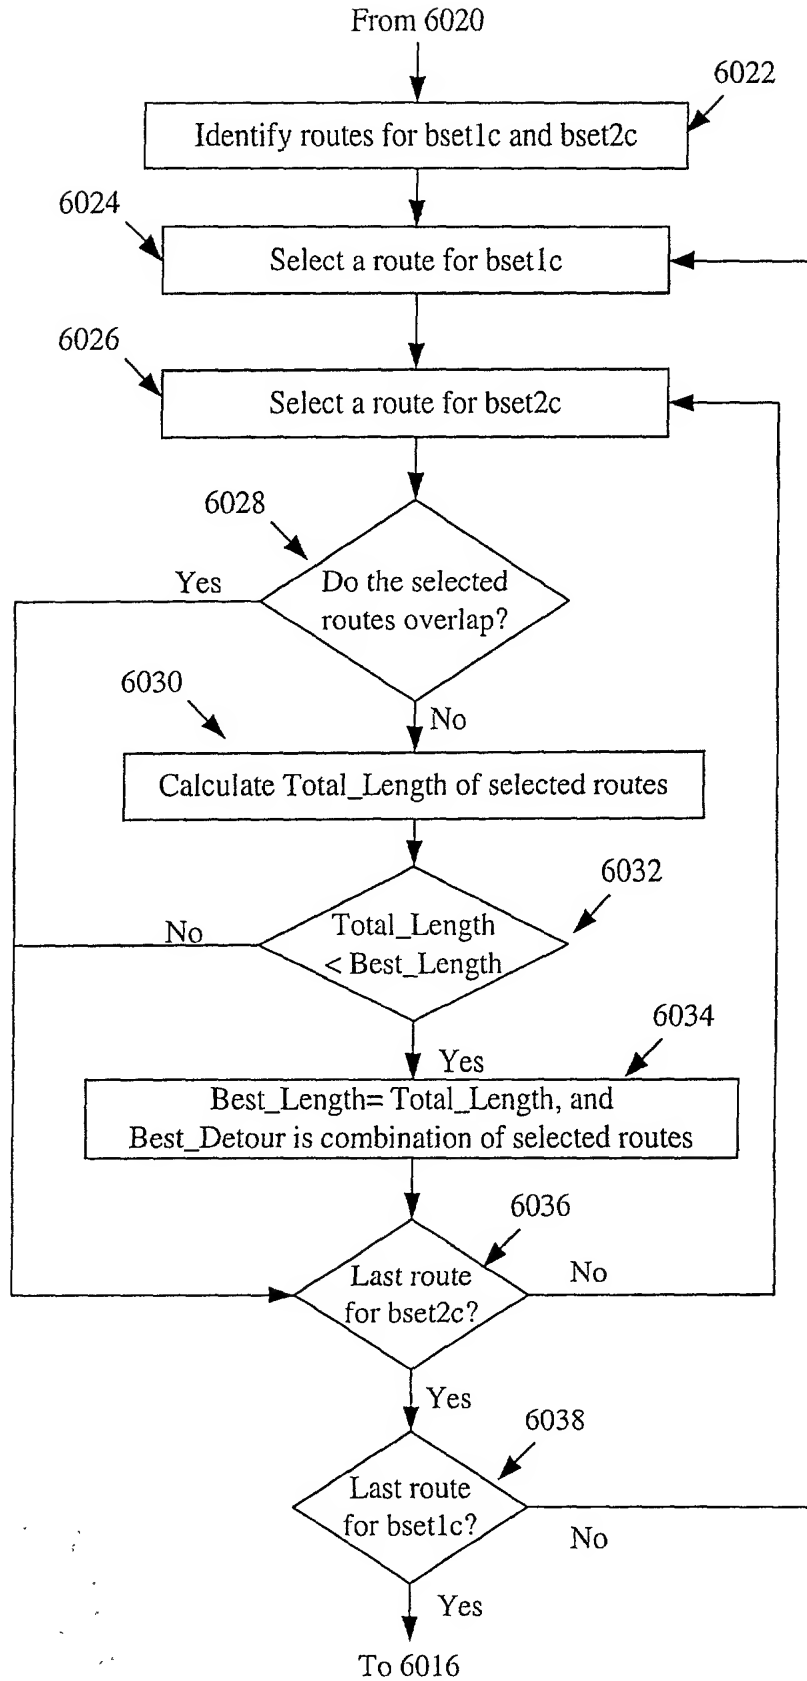 From 6020
6022
Identify routes for bset1c and bset2c
6024
Select a route for bset1c
6026
Select a route for bset2c
6028
Yes
Do the selected
routes overlap?
6030
No
Calculate Total_Length of selected routes
6032
No
Total_Length
< Best_Length
6034
Yes
Best_Length= Total_Length, and
Best_Detour is combination of selected routes
6036
Last route
for bset2c?
No
Yes
6038
Last route
for bset1c?
No
Yes
To 6016